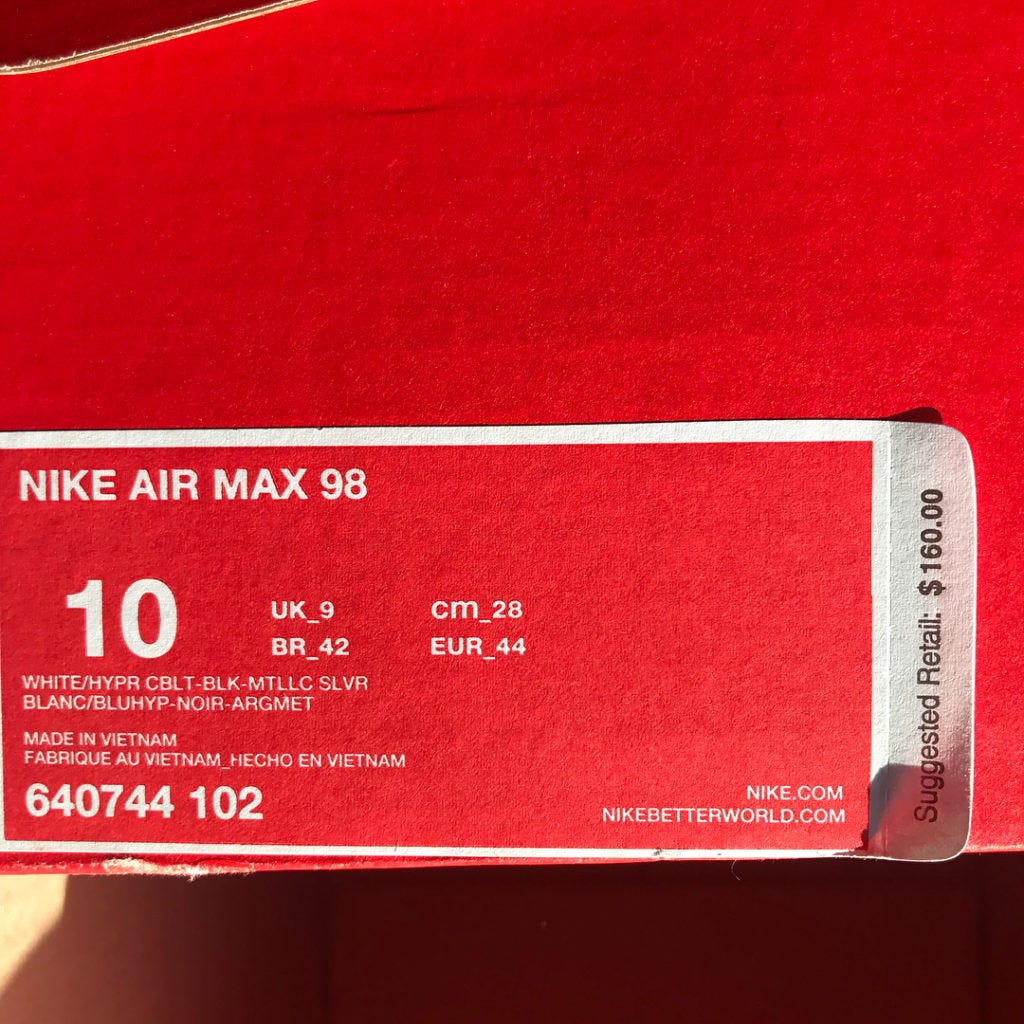 NIKE AIR MAX 98
10
UK_9 cm_28
BR_42 EUR_44
WHITE/HYPR CBLT-BLK-MTLLC SLVR
BLANC/BLUHYP-NOIR-ARGMET
MADE IN VIETNAM
FABRIQUE AU VIETNAM_HECHO EN VIETNAM
640744 102
NIKE.COM
NIKEBETTERWORLD.COM
Suggested Retail: $160.00